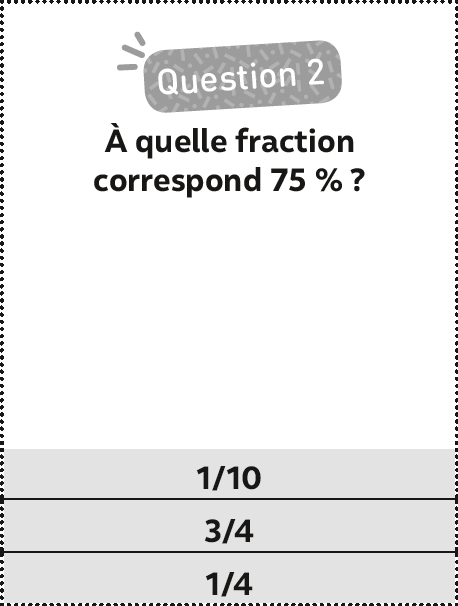 Question 2
À quelle fraction
correspond 75 % ?
1/10
3/4
1/4